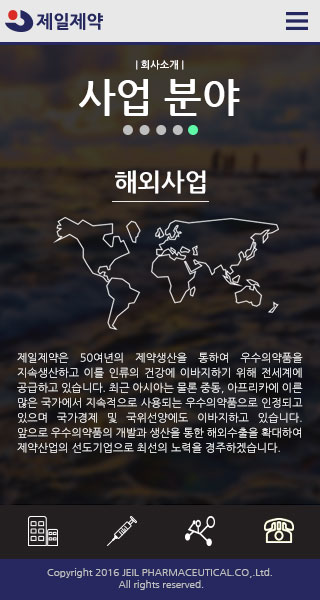 제일제약
| 회사소개 |
사업 분야
해외사업
제일제약은 50여년의 제약생산을 통하여 우수의약품을
지속생산하고 이를 인류의 건강에 이바지하기 위해 전세계에
공급하고 있습니다. 최근 아시아는 물론 중동, 아프리카에 이른
많은 국가에서 지속적으로 사용되는 우수의약품으로 인정되고
있으며 국가경제 및 국위선양에도 이바지하고 있습니다.
앞으로 우수의약품의 개발과 생산을 통한 해외수출을 확대하여
제약산업의 선도기업으로 최선의 노력을 경주하겠습니다.
Copyright 2016 JEIL PHARMACEUTICAL.CO,.Ltd.
All rights reserved.